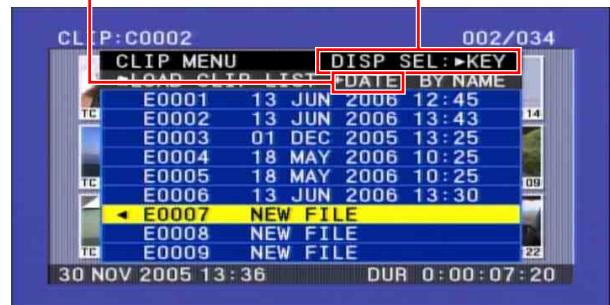 CLIP:C0002 002/034
CLIP MENU DISP SEL:►KEY
LOAD CLIP LIST DATE BY NAME
E0001 13 JUN 2006 12:45
TC E0002 13 JUN 2006 13:43 14
E0003 01 DEC 2005 10:25
E0004 18 MAY 2006 10:25
TC E0005 18 MAY 2006 10:25 09
E0006 13 JUN 2006 13:30
◄ E0007 NEW FILE
E0008 NEW FILE
TC E0009 NEW FILE 22
30 NOV 2005 13:36 DUR 0:00:07:20